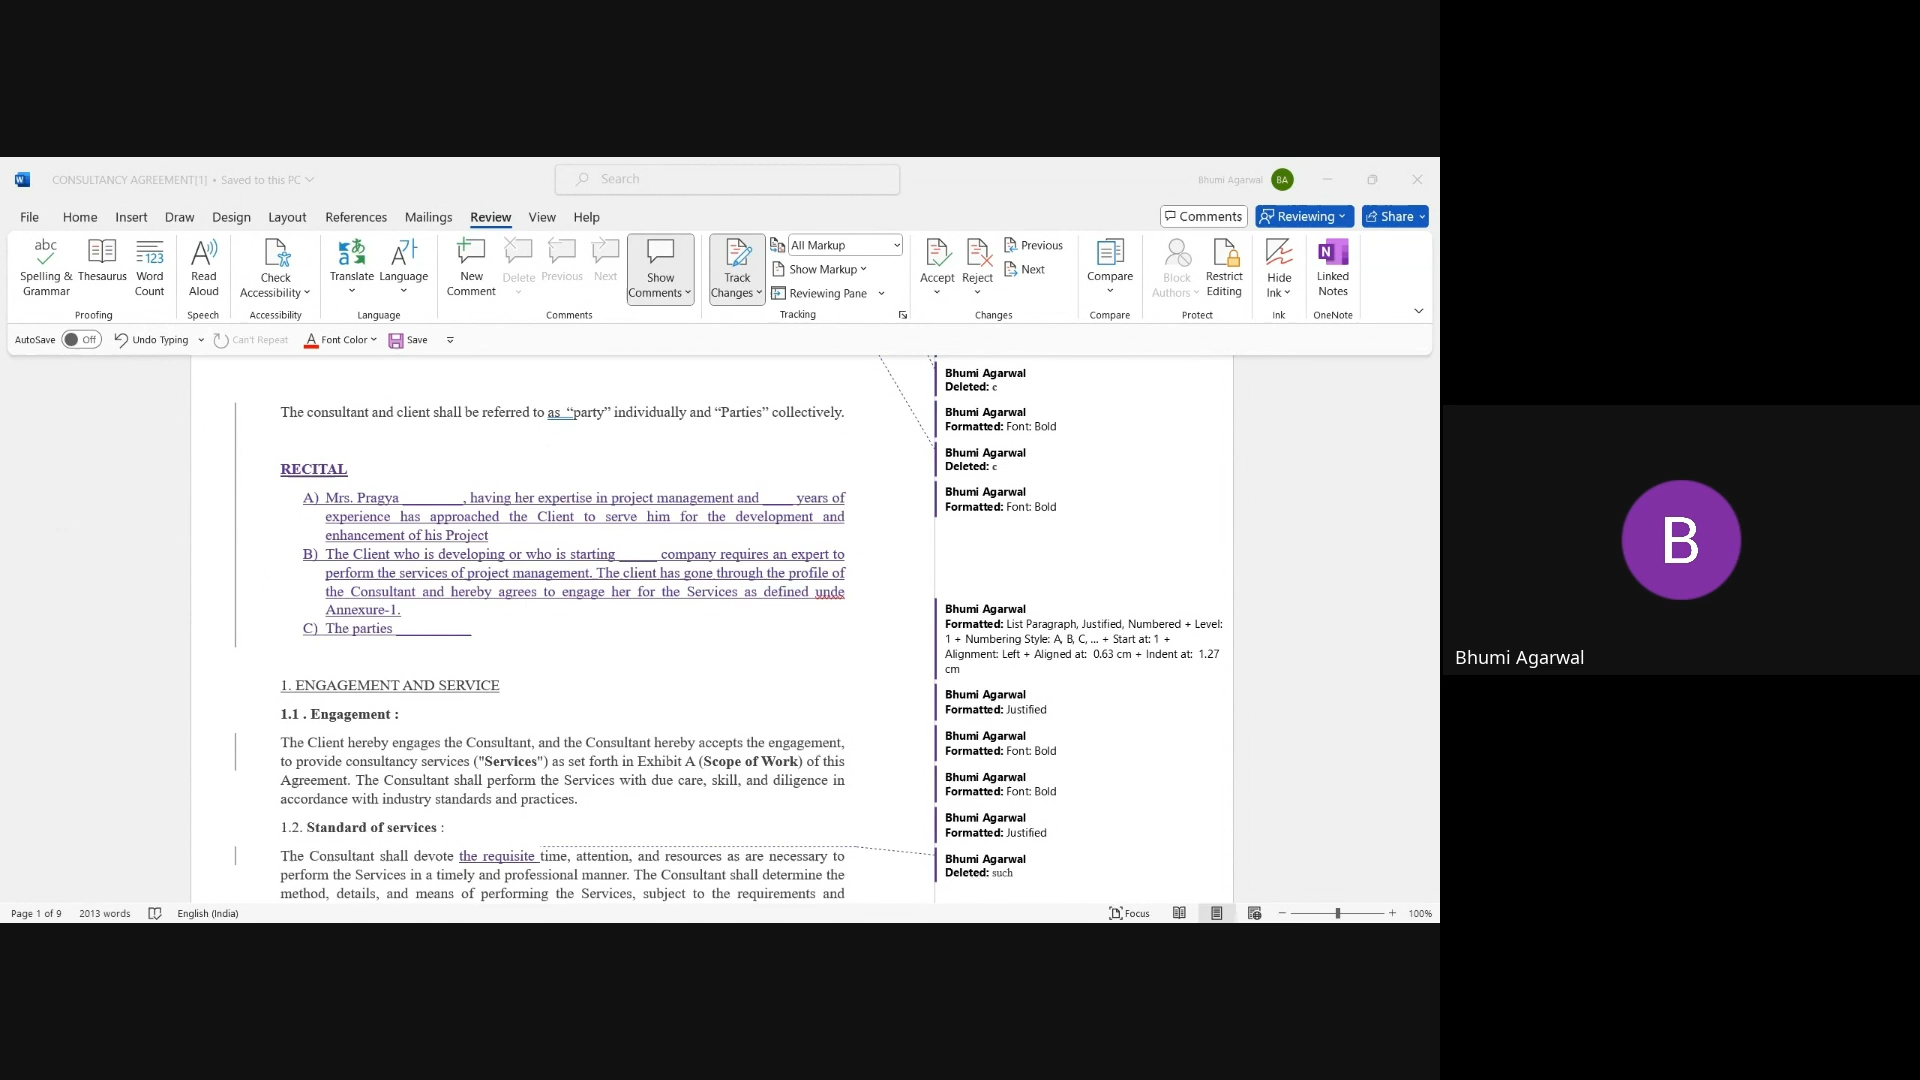 CONSULTANCY AGREEMENT[1] • Saved to this PC
Search
Bhumi Agarwal BA
File Home Insert Draw Design Layout References Mailings Review View Help
Comments Reviewing Share
Spelling & Grammar
Thesaurus
Word Count
Read Aloud
Check Accessibility
Translate
Language
New Comment
Delete
Previous
Next
Show Comments
Track Changes
All Markup
Show Markup
Reviewing Pane
Accept
Reject
Previous
Next
Compare
Block Authors
Restrict Editing
Hide Ink
Linked Notes
Proofing Speech Accessibility Language Comments Tracking Changes Compare Protect Ink OneNote
AutoSave Off Undo Typing Can't Repeat Font Color Save
The consultant and client shall be referred to as “party” individually and “Parties” collectively.
RECITAL
A) Mrs. Pragya ________, having her expertise in project management and ____ years of
experience has approached the Client to serve him for the development and
enhancement of his Project
B) The Client who is developing or who is starting _____ company requires an expert to
perform the services of project management. The client has gone through the profile of
the Consultant and hereby agrees to engage her for the Services as defined unde
Annexure-1.
C) The parties __________
1. ENGAGEMENT AND SERVICE
1.1 . Engagement :
The Client hereby engages the Consultant, and the Consultant hereby accepts the engagement,
to provide consultancy services ("Services") as set forth in Exhibit A (Scope of Work) of this
Agreement. The Consultant shall perform the Services with due care, skill, and diligence in
accordance with industry standards and practices.
1.2. Standard of services :
The Consultant shall devote the requisite time, attention, and resources as are necessary to
perform the Services in a timely and professional manner. The Consultant shall determine the
method, details, and means of performing the Services, subject to the requirements and
Bhumi Agarwal
Deleted: c
Bhumi Agarwal
Formatted: Font: Bold
Bhumi Agarwal
Deleted: c
Bhumi Agarwal
Formatted: Font: Bold
Bhumi Agarwal
Formatted: List Paragraph, Justified, Numbered + Level:
1 + Numbering Style: A, B, C, ... + Start at: 1 +
Alignment: Left + Aligned at:  0.63 cm + Indent at:  1.27
cm
Bhumi Agarwal
Formatted: Justified
Bhumi Agarwal
Formatted: Font: Bold
Bhumi Agarwal
Formatted: Font: Bold
Bhumi Agarwal
Formatted: Justified
Bhumi Agarwal
Deleted: such
Page 1 of 9 2013 words English (India)
Focus 100%
B
Bhumi Agarwal